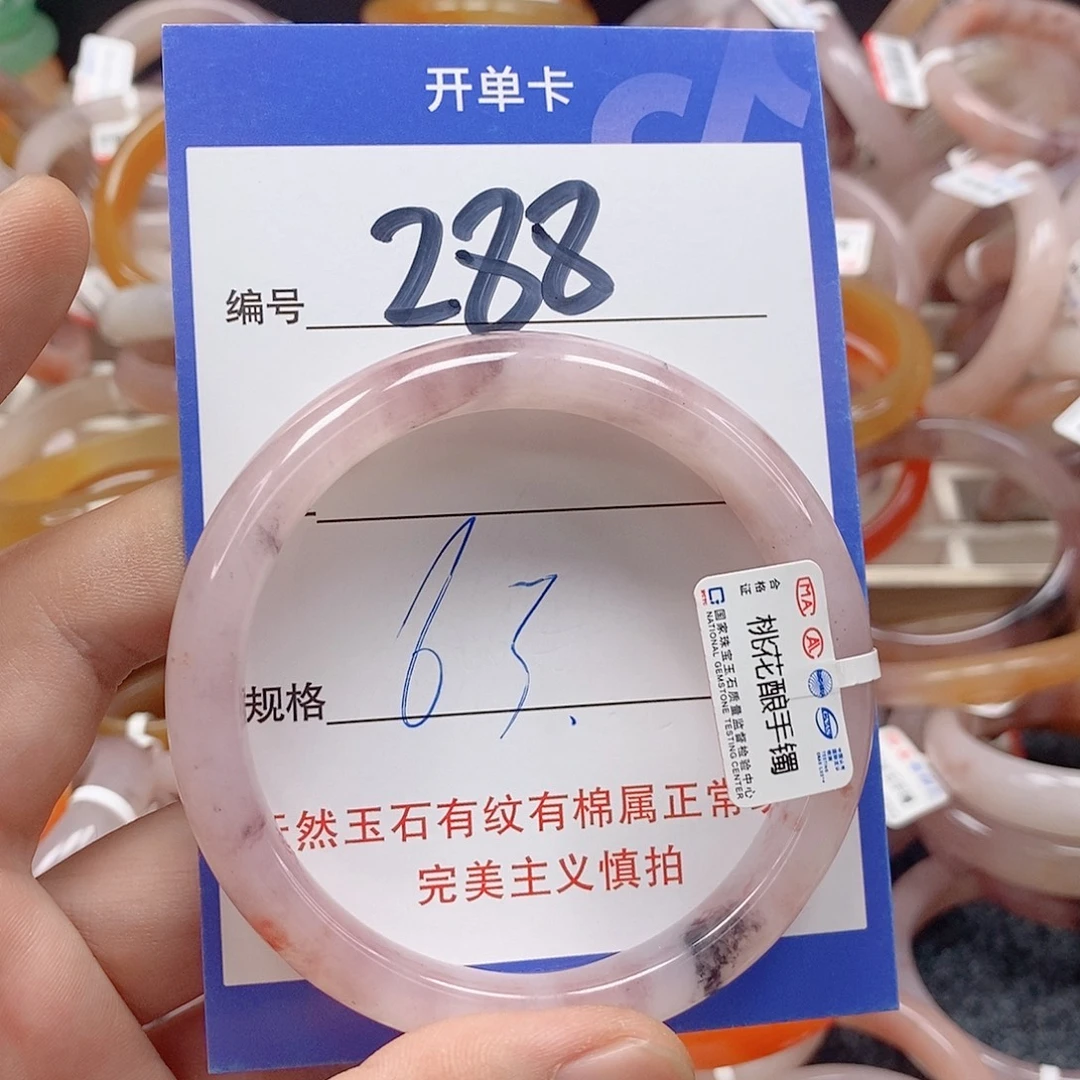 开单卡
编号 288
规格 63.
天然玉石有纹有棉属正常
完美主义慎拍
MA A
合格证
桃花酿手镯
国家珠宝玉石质量监督检验中心
NATIONAL GEMSTONE TESTING CENTER